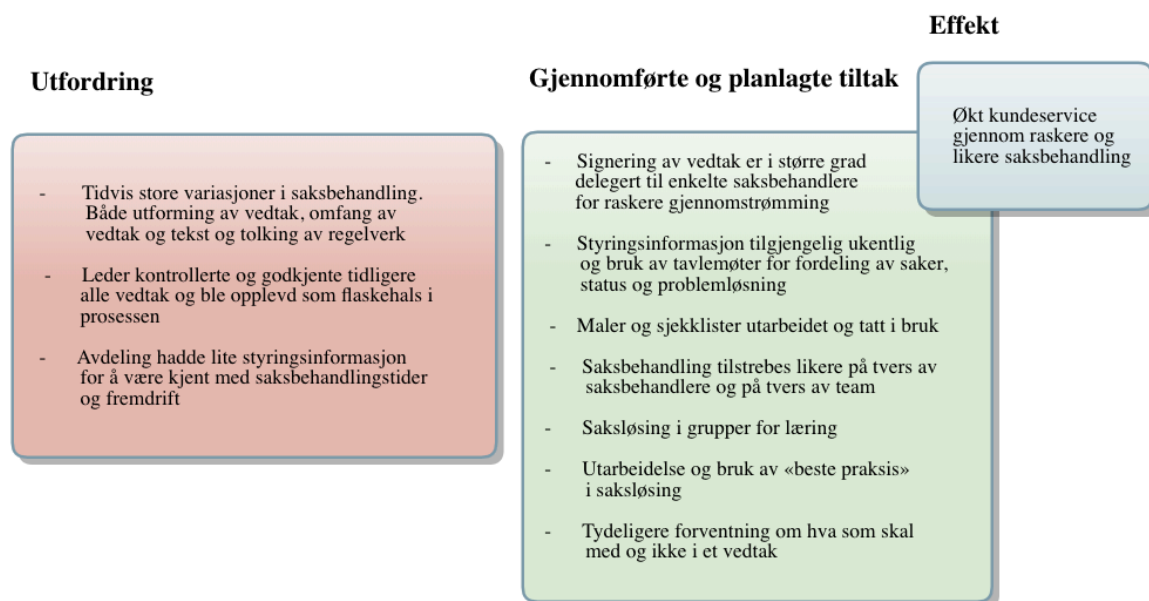 Utfordring
- Tidvis store variasjoner i saksbehandling.
Både utforming av vedtak, omfang av
vedtak og tekst og tolking av regelverk
- Leder kontrollerte og godkjente tidligere
alle vedtak og ble opplevd som flaskehals i
prosessen
- Avdeling hadde lite styringsinformasjon
for å være kjent med saksbehandlingstider
og fremdrift
Gjennomførte og planlagte tiltak
- Signering av vedtak er i større grad
delegert til enkelte saksbehandlere
for raskere gjennomstrømming
- Styringsinformasjon tilgjengelig ukentlig
og bruk av tavlemøter for fordeling av saker,
status og problemløsning
- Maler og sjekklister utarbeidet og tatt i bruk
- Saksbehandling tilstrebes likere på tvers av
saksbehandlere og på tvers av team
- Saksløsing i grupper for læring
- Utarbeidelse og bruk av «beste praksis»
i saksløsing
- Tydeligere forventning om hva som skal
med og ikke i et vedtak
Effekt
Økt kundeservice
gjennom raskere og
likere saksbehandling